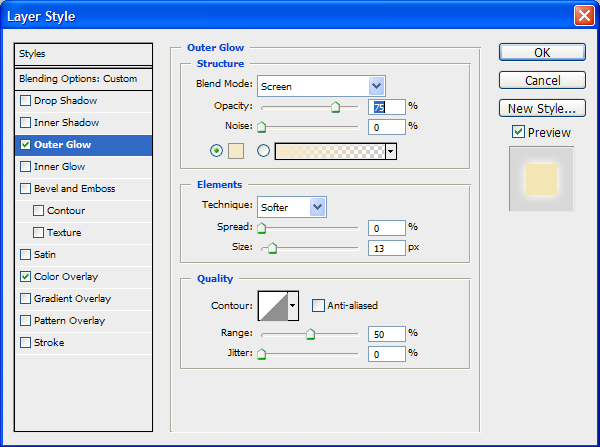 Layer Style
Styles
Blending Options: Custom
Drop Shadow
Inner Shadow
Outer Glow
Inner Glow
Bevel and Emboss
Contour
Texture
Satin
Color Overlay
Gradient Overlay
Pattern Overlay
Stroke
Outer Glow
Structure
Blend Mode: Screen
Opacity: 75 %
Noise: 0 %
Elements
Technique: Softer
Spread: 0 %
Size: 13 px
Quality
Contour: Anti-aliased
Range: 50 %
Jitter: 0 %
OK
Cancel
New Style...
Preview